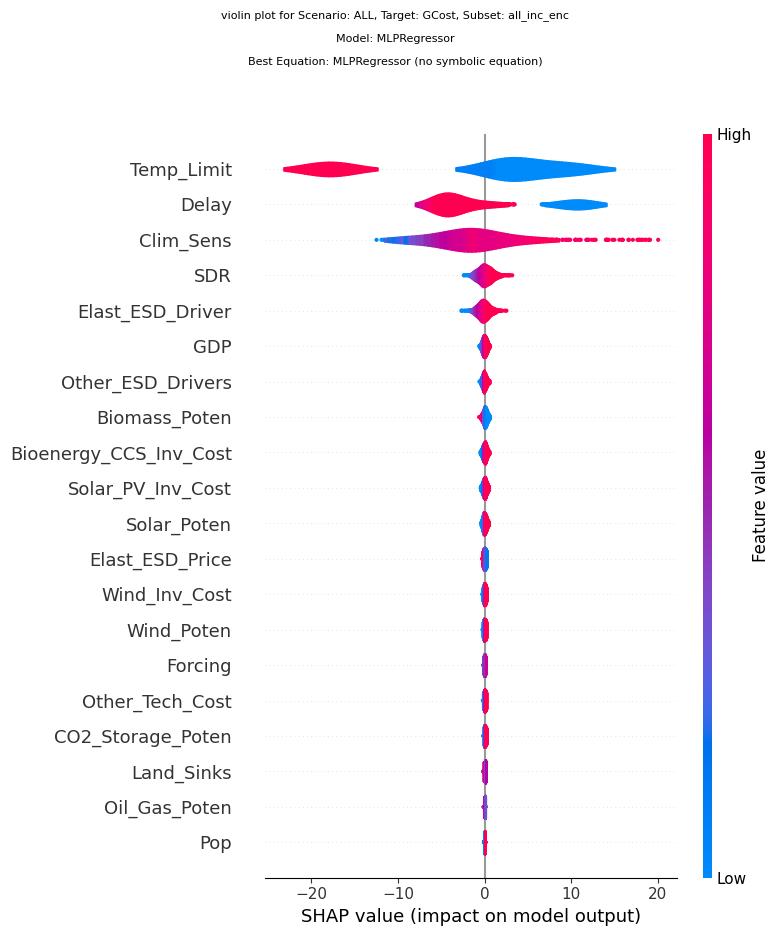 violin plot for Scenario: ALL, Target: GCost, Subset: all_inc_enc
Model: MLPRegressor
Best Equation: MLPRegressor (no symbolic equation)
High
Temp_Limit
Delay
Clim_Sens
SDR
Elast_ESD_Driver
GDP
Other_ESD_Drivers
Biomass_Poten
Bioenergy_CCS_Inv_Cost
Solar_PV_Inv_Cost
Solar_Poten
Elast_ESD_Price
Wind_Inv_Cost
Wind_Poten
Forcing
Other_Tech_Cost
CO2_Storage_Poten
Land_Sinks
Oil_Gas_Poten
Pop
Feature value
Low
−20 −10 0 10 20
SHAP value (impact on model output)